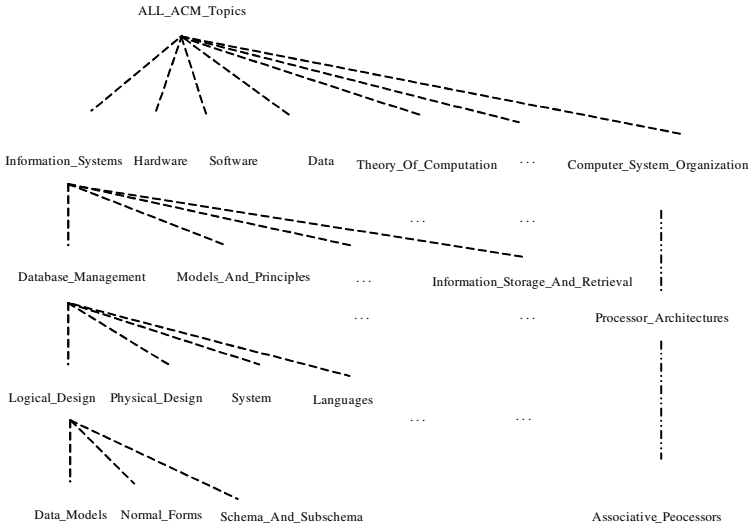 ALL_ACM_Topics
Information_Systems Hardware Software Data Theory_Of_Computation ... Computer_System_Organization
... ...
Database_Management Models_And_Principles ... Information_Storage_And_Retrieval
... ... Processor_Architectures
Logical_Design Physical_Design System Languages
... ...
Data_Models Normal_Forms Schema_And_Subschema Associative_Peocessors